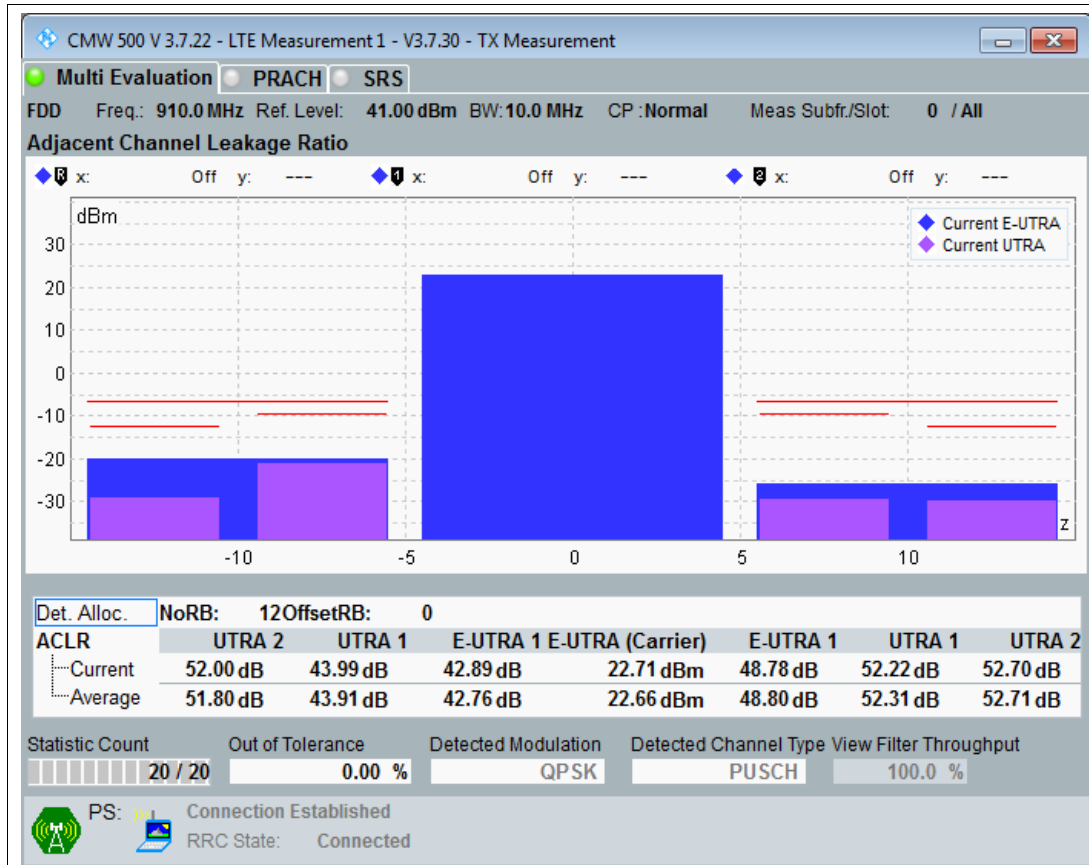 CMW 500 V 3.7.22 - LTE Measurement 1 - V3.7.30 - TX Measurement
Multi Evaluation PRACH SRS
FDD Freq.: 910.0 MHz Ref. Level: 41.00 dBm BW: 10.0 MHz CP : Normal Meas Subfr./Slot: 0 / All
Adjacent Channel Leakage Ratio
R x: Off y: --- 1 x: Off y: --- 2 x: Off y: ---
dBm
Current E-UTRA
Current UTRA
30
20
10
0
-10
-20
-30
z
-10 -5 0 5 10
Det. Alloc. NoRB: 12 OffsetRB: 0
ACLR UTRA 2 UTRA 1 E-UTRA 1 E-UTRA (Carrier) E-UTRA 1 UTRA 1 UTRA 2
Current 52.00 dB 43.99 dB 42.89 dB 22.71 dBm 48.78 dB 52.22 dB 52.70 dB
Average 51.80 dB 43.91 dB 42.76 dB 22.66 dBm 48.80 dB 52.31 dB 52.71 dB
Statistic Count Out of Tolerance Detected Modulation Detected Channel Type View Filter Throughput
20 / 20 0.00 % QPSK PUSCH 100.0 %
PS: Connection Established
RRC State: Connected